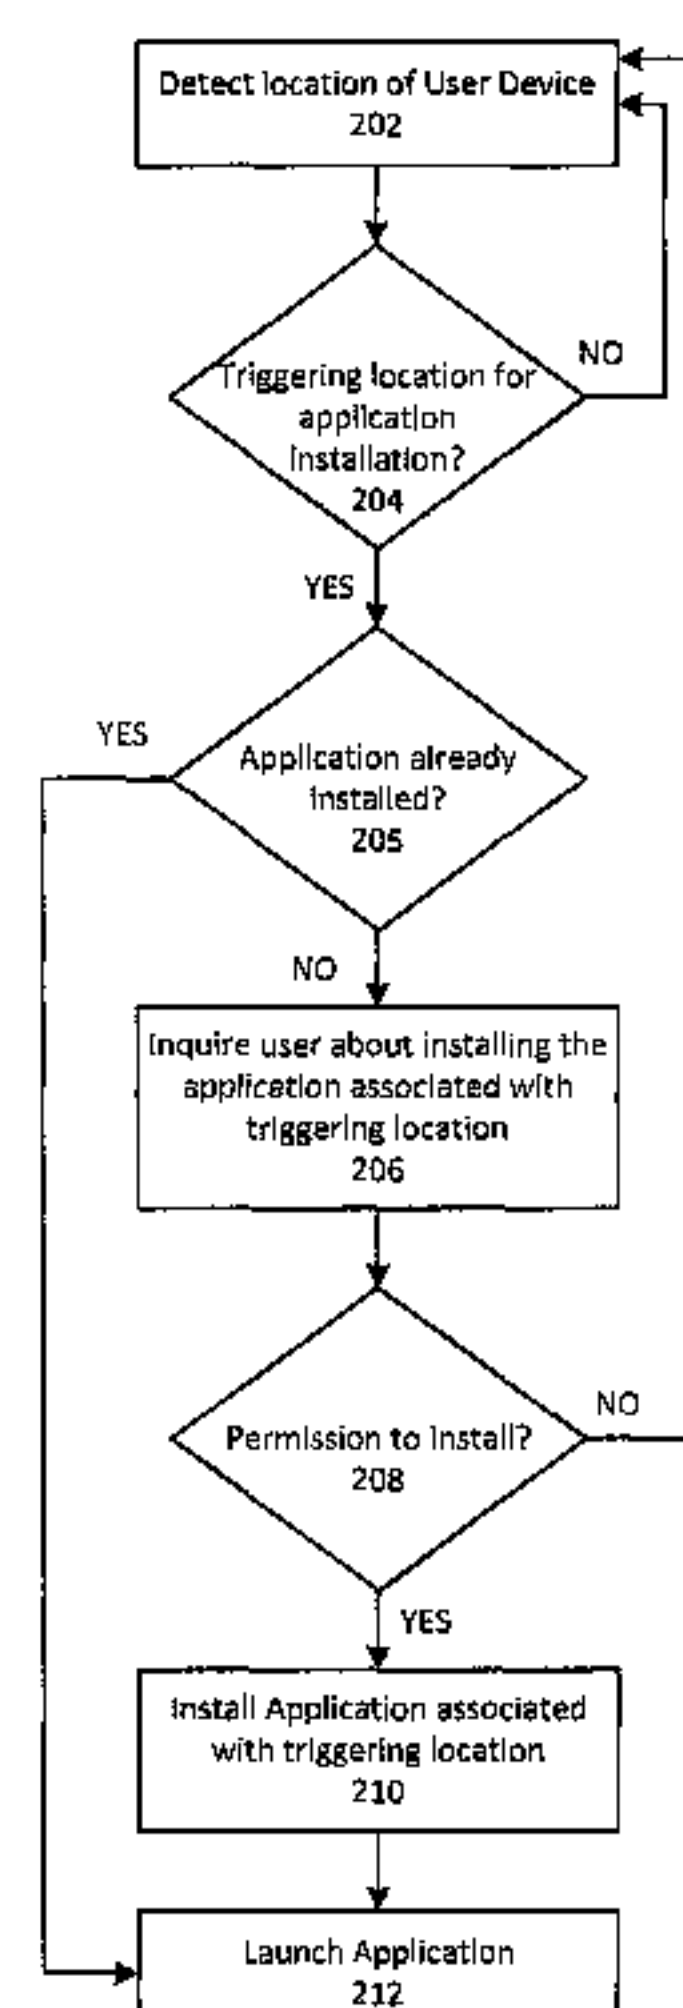 Detect location of User Device
202
NO
Triggering location for
application
installation?
204
YES
YES
Application already
installed?
205
NO
Inquire user about installing the
application associated with
triggering location
206
NO
Permission to install?
208
YES
Install Application associated
with triggering location
210
Launch Application
212